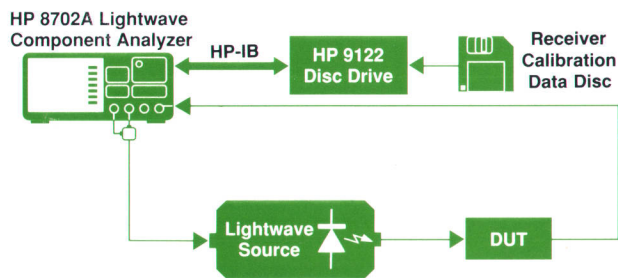 HP 8702A Lightwave
Component Analyzer
HP-IB
HP 9122
Disc Drive
Receiver
Calibration
Data Disc
Lightwave
Source
DUT